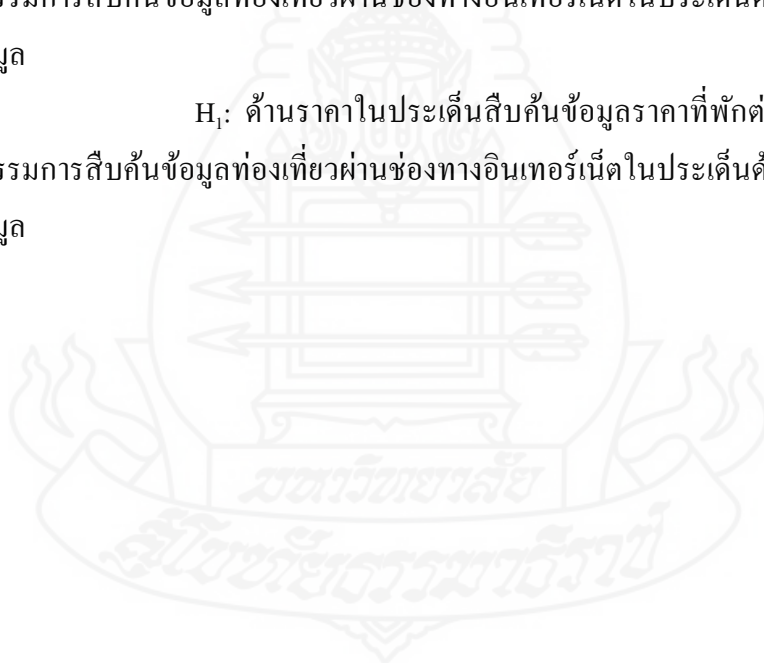 รรมการสืบค้นข้อมูลท่องเที่ยวผ่านช่องทางอินเทอร์เน็ตในประเด็นด้
มูล
H₁: ด้านราคาในประเด็นสืบค้นข้อมูลราคาที่พักต่
รรมการสืบค้นข้อมูลท่องเที่ยวผ่านช่องทางอินเทอร์เน็ตในประเด็นด้
มูล
มหาวิทยาลัย
สุโขทัยธรรมาธิราช